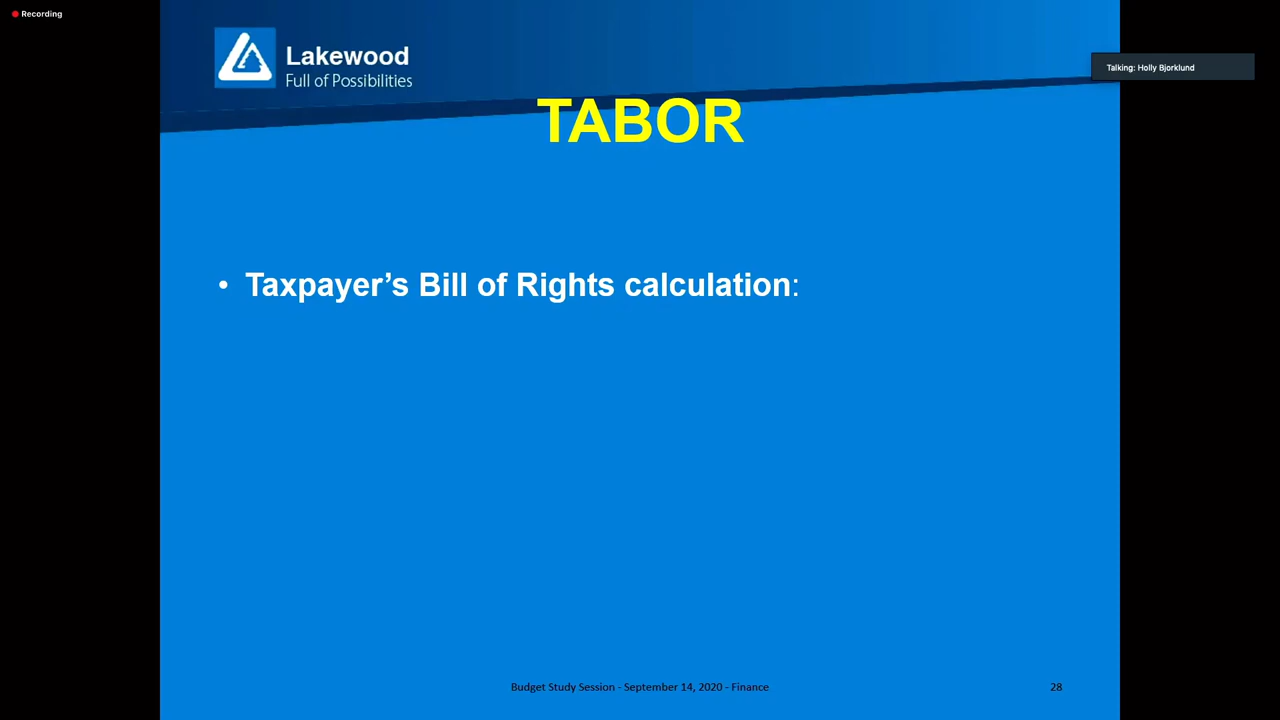 Recording
Lakewood
Full of Possibilities
Talking: Holly Bjorklund
TABOR
• Taxpayer’s Bill of Rights calculation:
Budget Study Session - September 14, 2020 - Finance
28